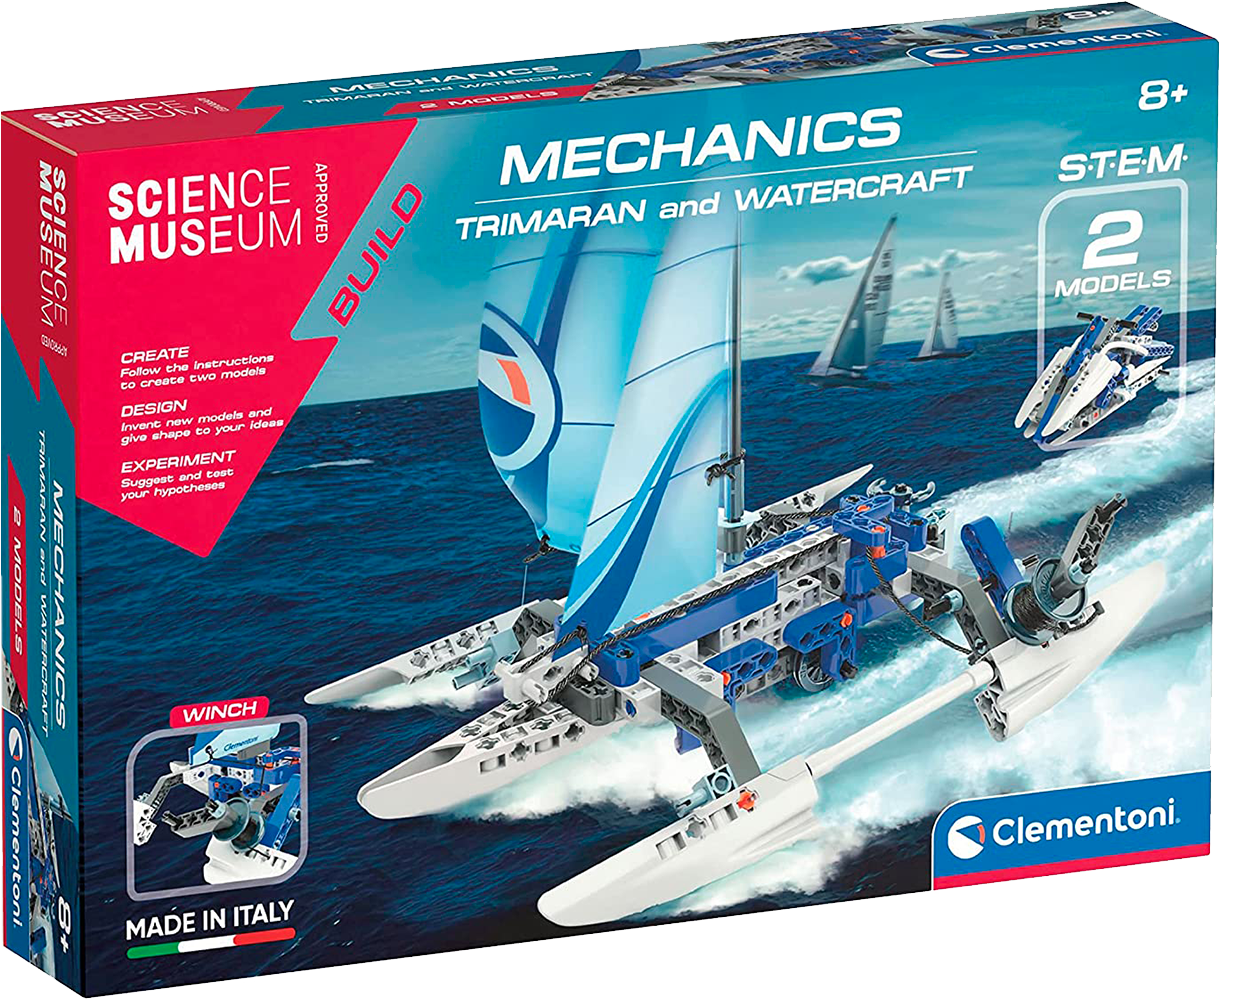 SCIENCE
MUSEUM
MECHANICS
TRIMARAN and WATERCRAFT
2 MODELS
8+
Clementoni
SCIENCE
MUSEUM
APPROVED
BUILD
MECHANICS
TRIMARAN and WATERCRAFT
8+
S·T·E·M·
2
MODELS
CREATE
Follow the instructions
to create two models
DESIGN
Invent new models and
give shape to your ideas
EXPERIMENT
Suggest and test
your hypotheses
WINCH
Clementoni
MADE IN ITALY
Clementoni
SCIENCE
MUSEUM
APPROVED
MECHANICS
TRIMARAN and WATERCRAFT
2 MODELS
Clementoni
8+